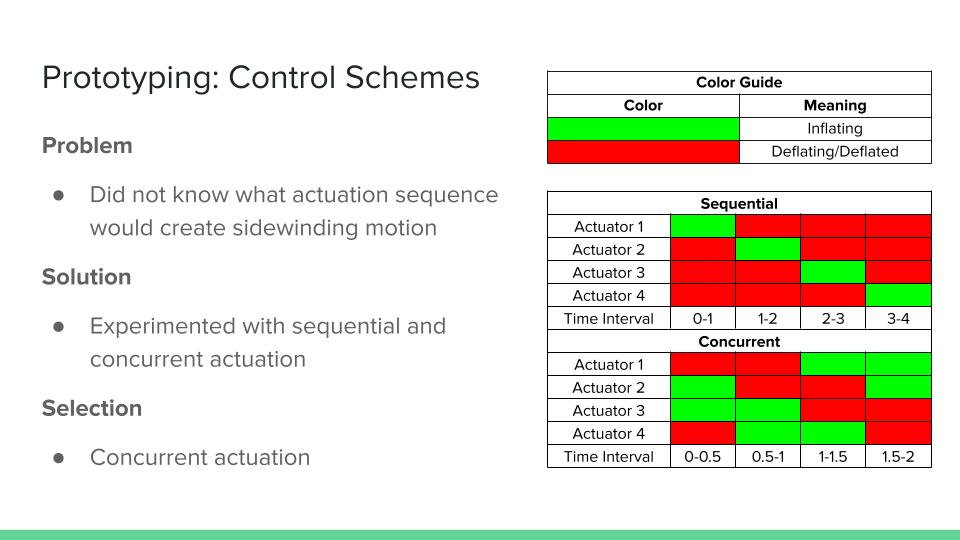 Prototyping: Control Schemes
Problem
● Did not know what actuation sequence
would create sidewinding motion
Solution
● Experimented with sequential and
concurrent actuation
Selection
● Concurrent actuation
Color Guide
Color Meaning
Inflating
Deflating/Deflated
Sequential
Actuator 1
Actuator 2
Actuator 3
Actuator 4
Time Interval 0-1 1-2 2-3 3-4
Concurrent
Actuator 1
Actuator 2
Actuator 3
Actuator 4
Time Interval 0-0.5 0.5-1 1-1.5 1.5-2